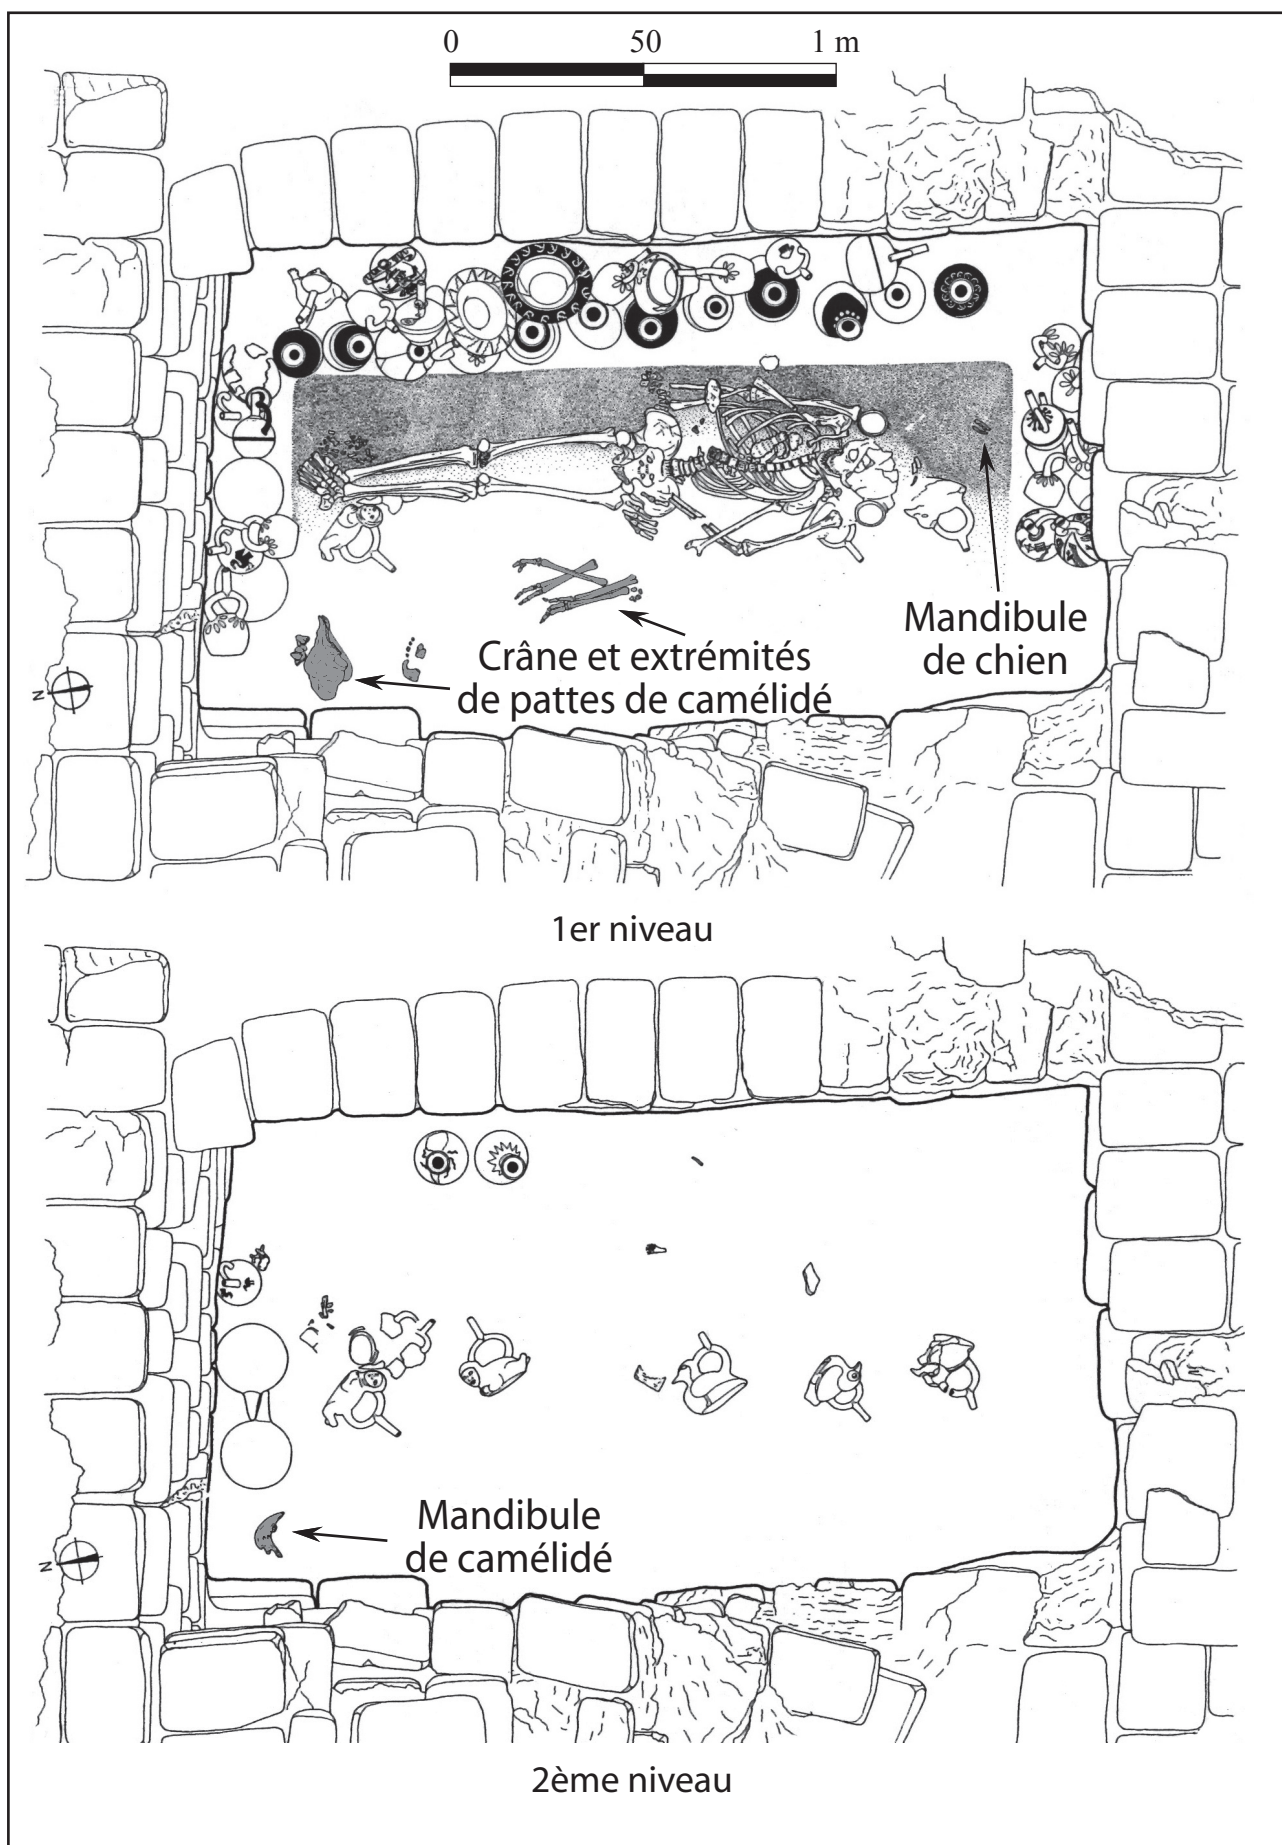 0 50 1 m
Mandibule
de chien
Crâne et extrémités
de pattes de camélidé
N
1er niveau
Mandibule
de camélidé
N
2ème niveau